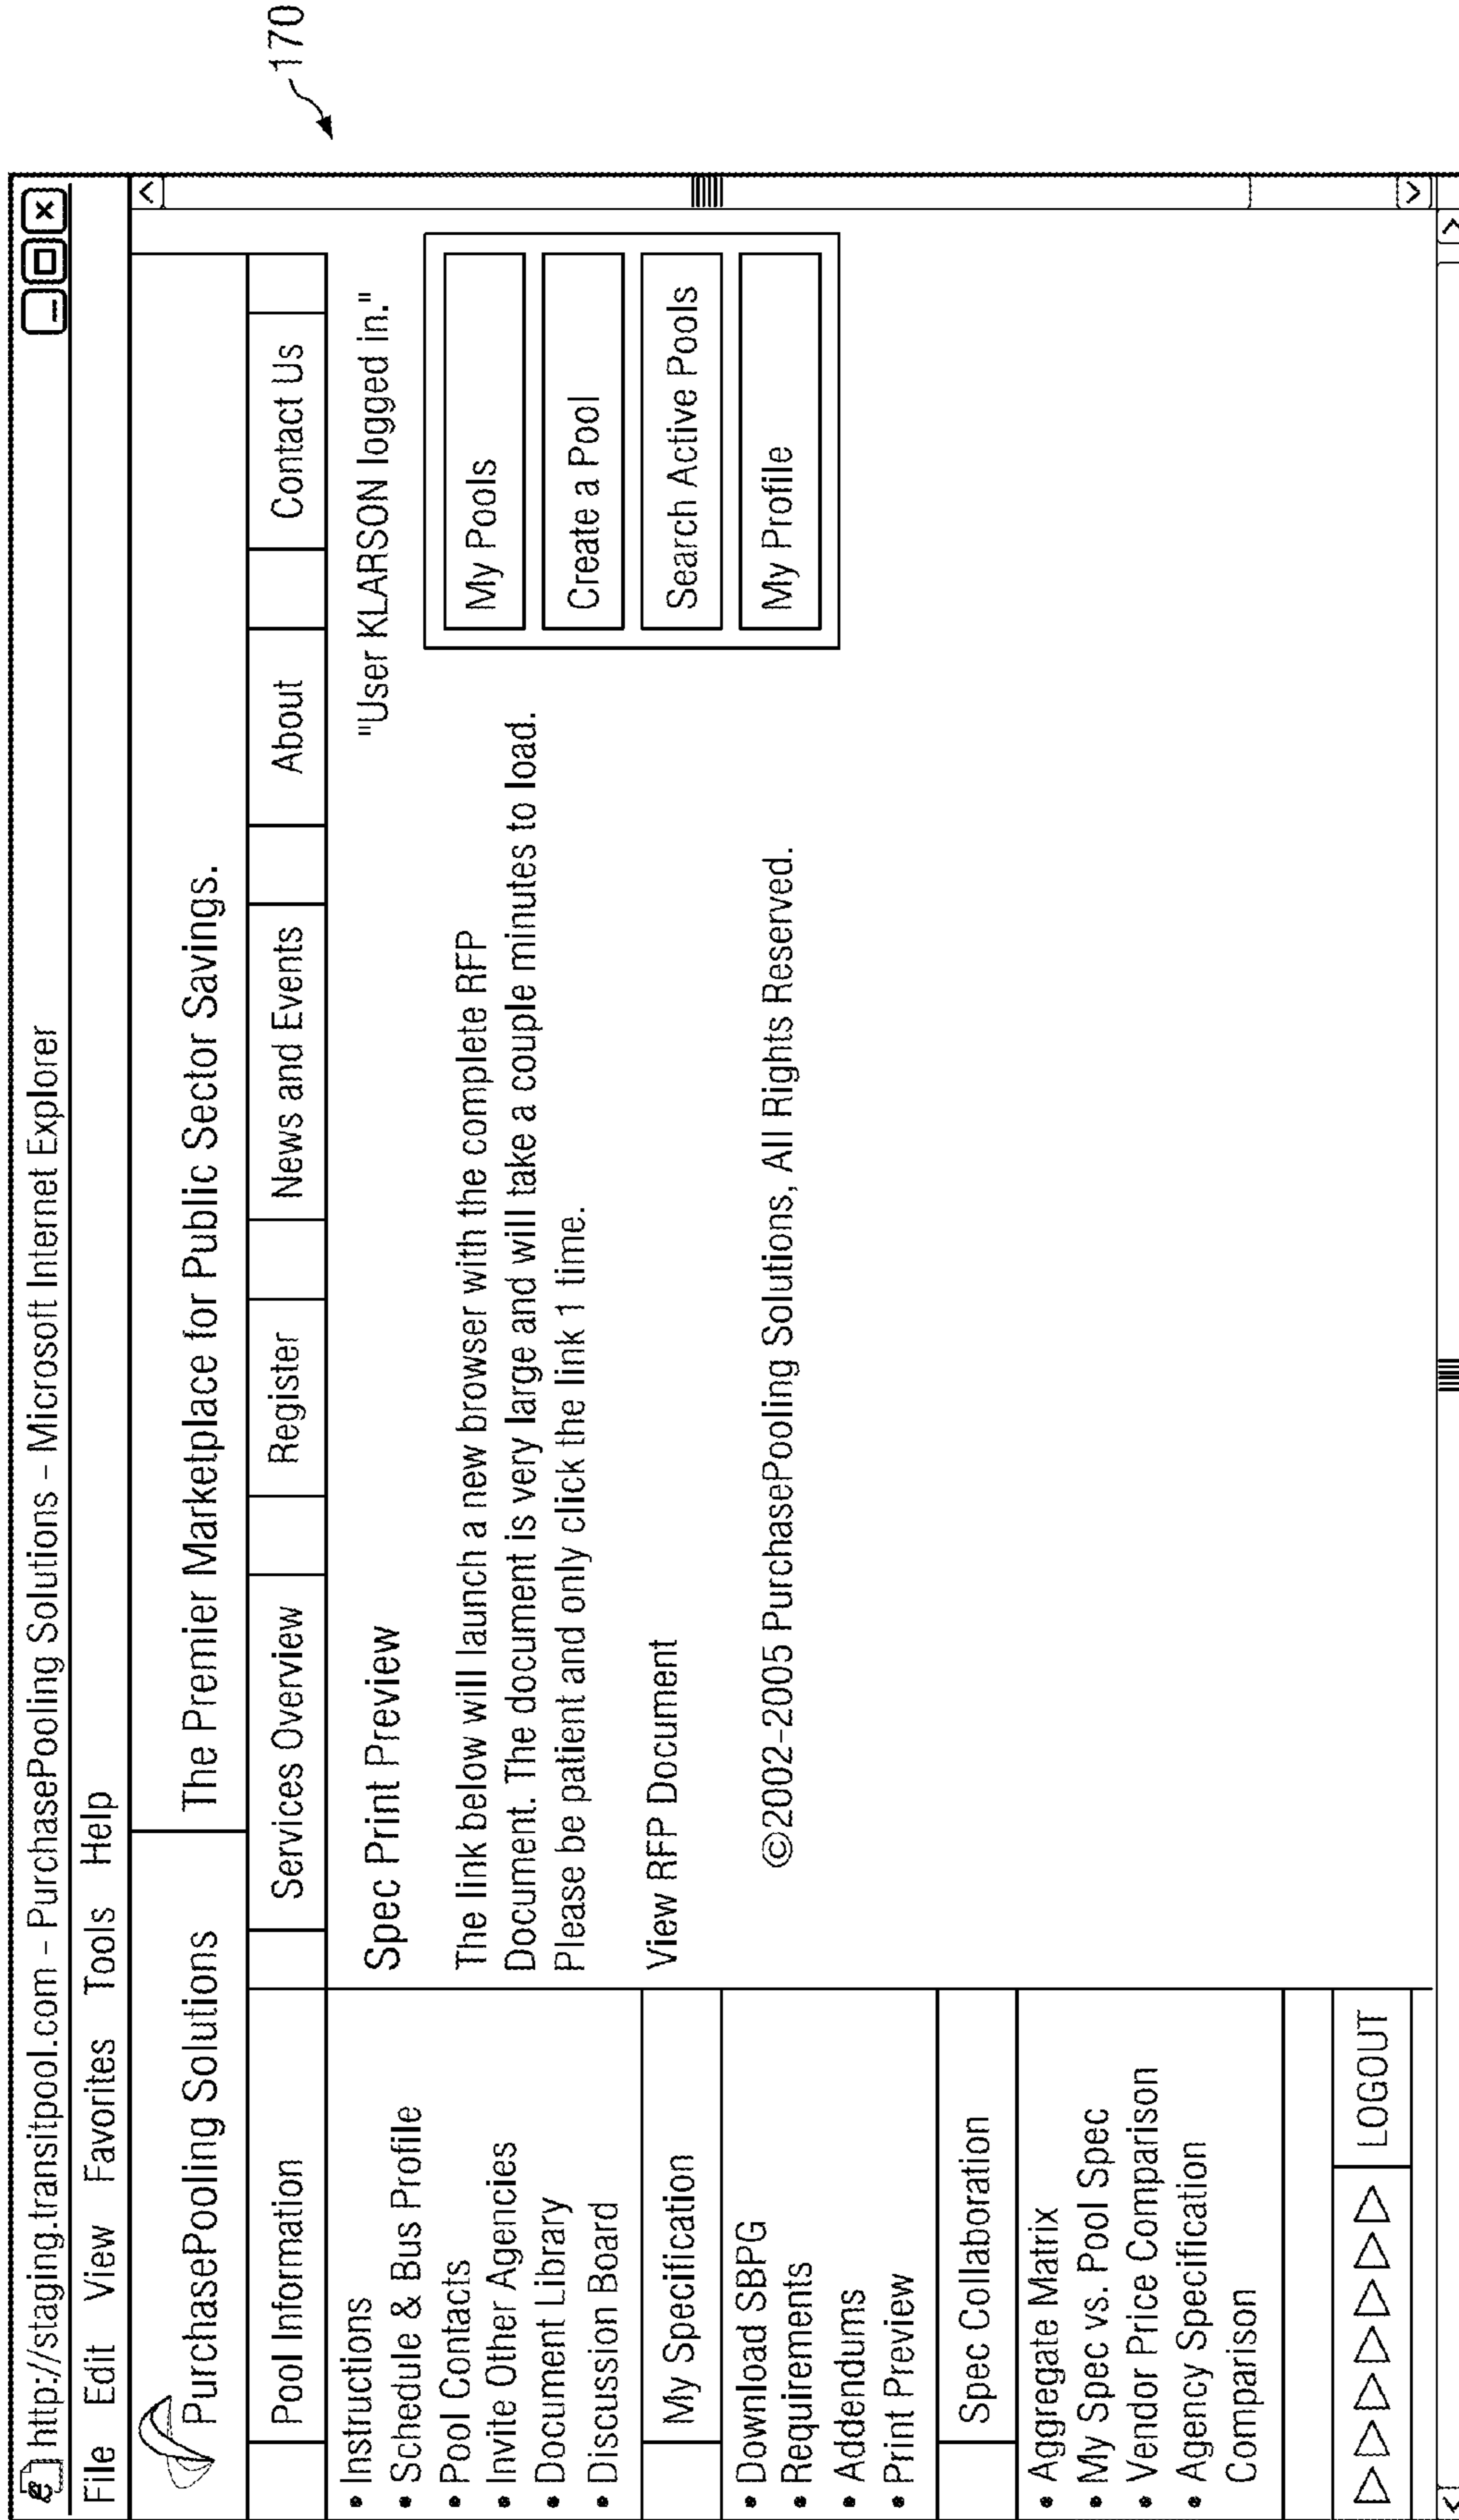 http://staging.transitpool.com - PurchasePooling Solutions - Microsoft Internet Explorer
File Edit View Favorites Tools Help
PurchasePooling Solutions
The Premier Marketplace for Public Sector Savings.
Pool Information
Services Overview
Register
News and Events
About
Contact Us
• Instructions
• Schedule & Bus Profile
• Pool Contacts
• Invite Other Agencies
• Document Library
• Discussion Board
My Specification
• Download SBPG
• Requirements
• Addendums
• Print Preview
Spec Collaboration
• Aggregate Matrix
• My Spec vs. Pool Spec
• Vendor Price Comparison
• Agency Specification
Comparison
LOGOUT
Spec Print Preview
"User KLARSON logged in."
The link below will launch a new browser with the complete RFP
Document. The document is very large and will take a couple minutes to load.
Please be patient and only click the link 1 time.
View RFP Document
©2002-2005 PurchasePooling Solutions, All Rights Reserved.
My Pools
Create a Pool
Search Active Pools
My Profile
170